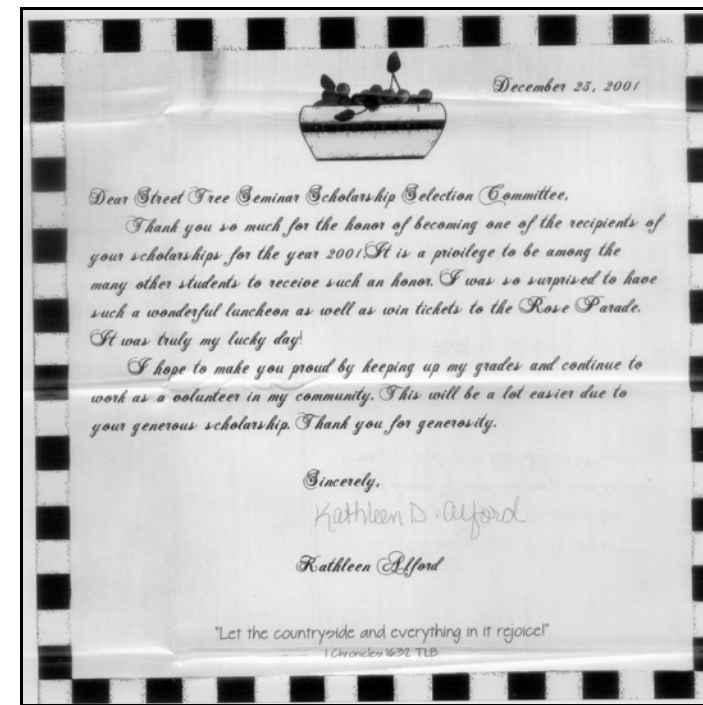 December 23, 2001
Dear Street Tree Seminar Scholarship Selection Committee,
Thank you so much for the honor of becoming one of the recipients of
your scholarships for the year 2001. It is a privilege to be among the
many other students to receive such an honor. I was so surprised to have
such a wonderful luncheon as well as win tickets to the Rose Parade.
It was truly my lucky day!
I hope to make you proud by keeping up my grades and continue to
work as a volunteer in my community. This will be a lot easier due to
your generous scholarship. Thank you for generosity.
Sincerely,
Kathleen D. Alford
Kathleen Alford
"Let the countryside and everything in it rejoice!"
1 Chronicles 16:32 TLB